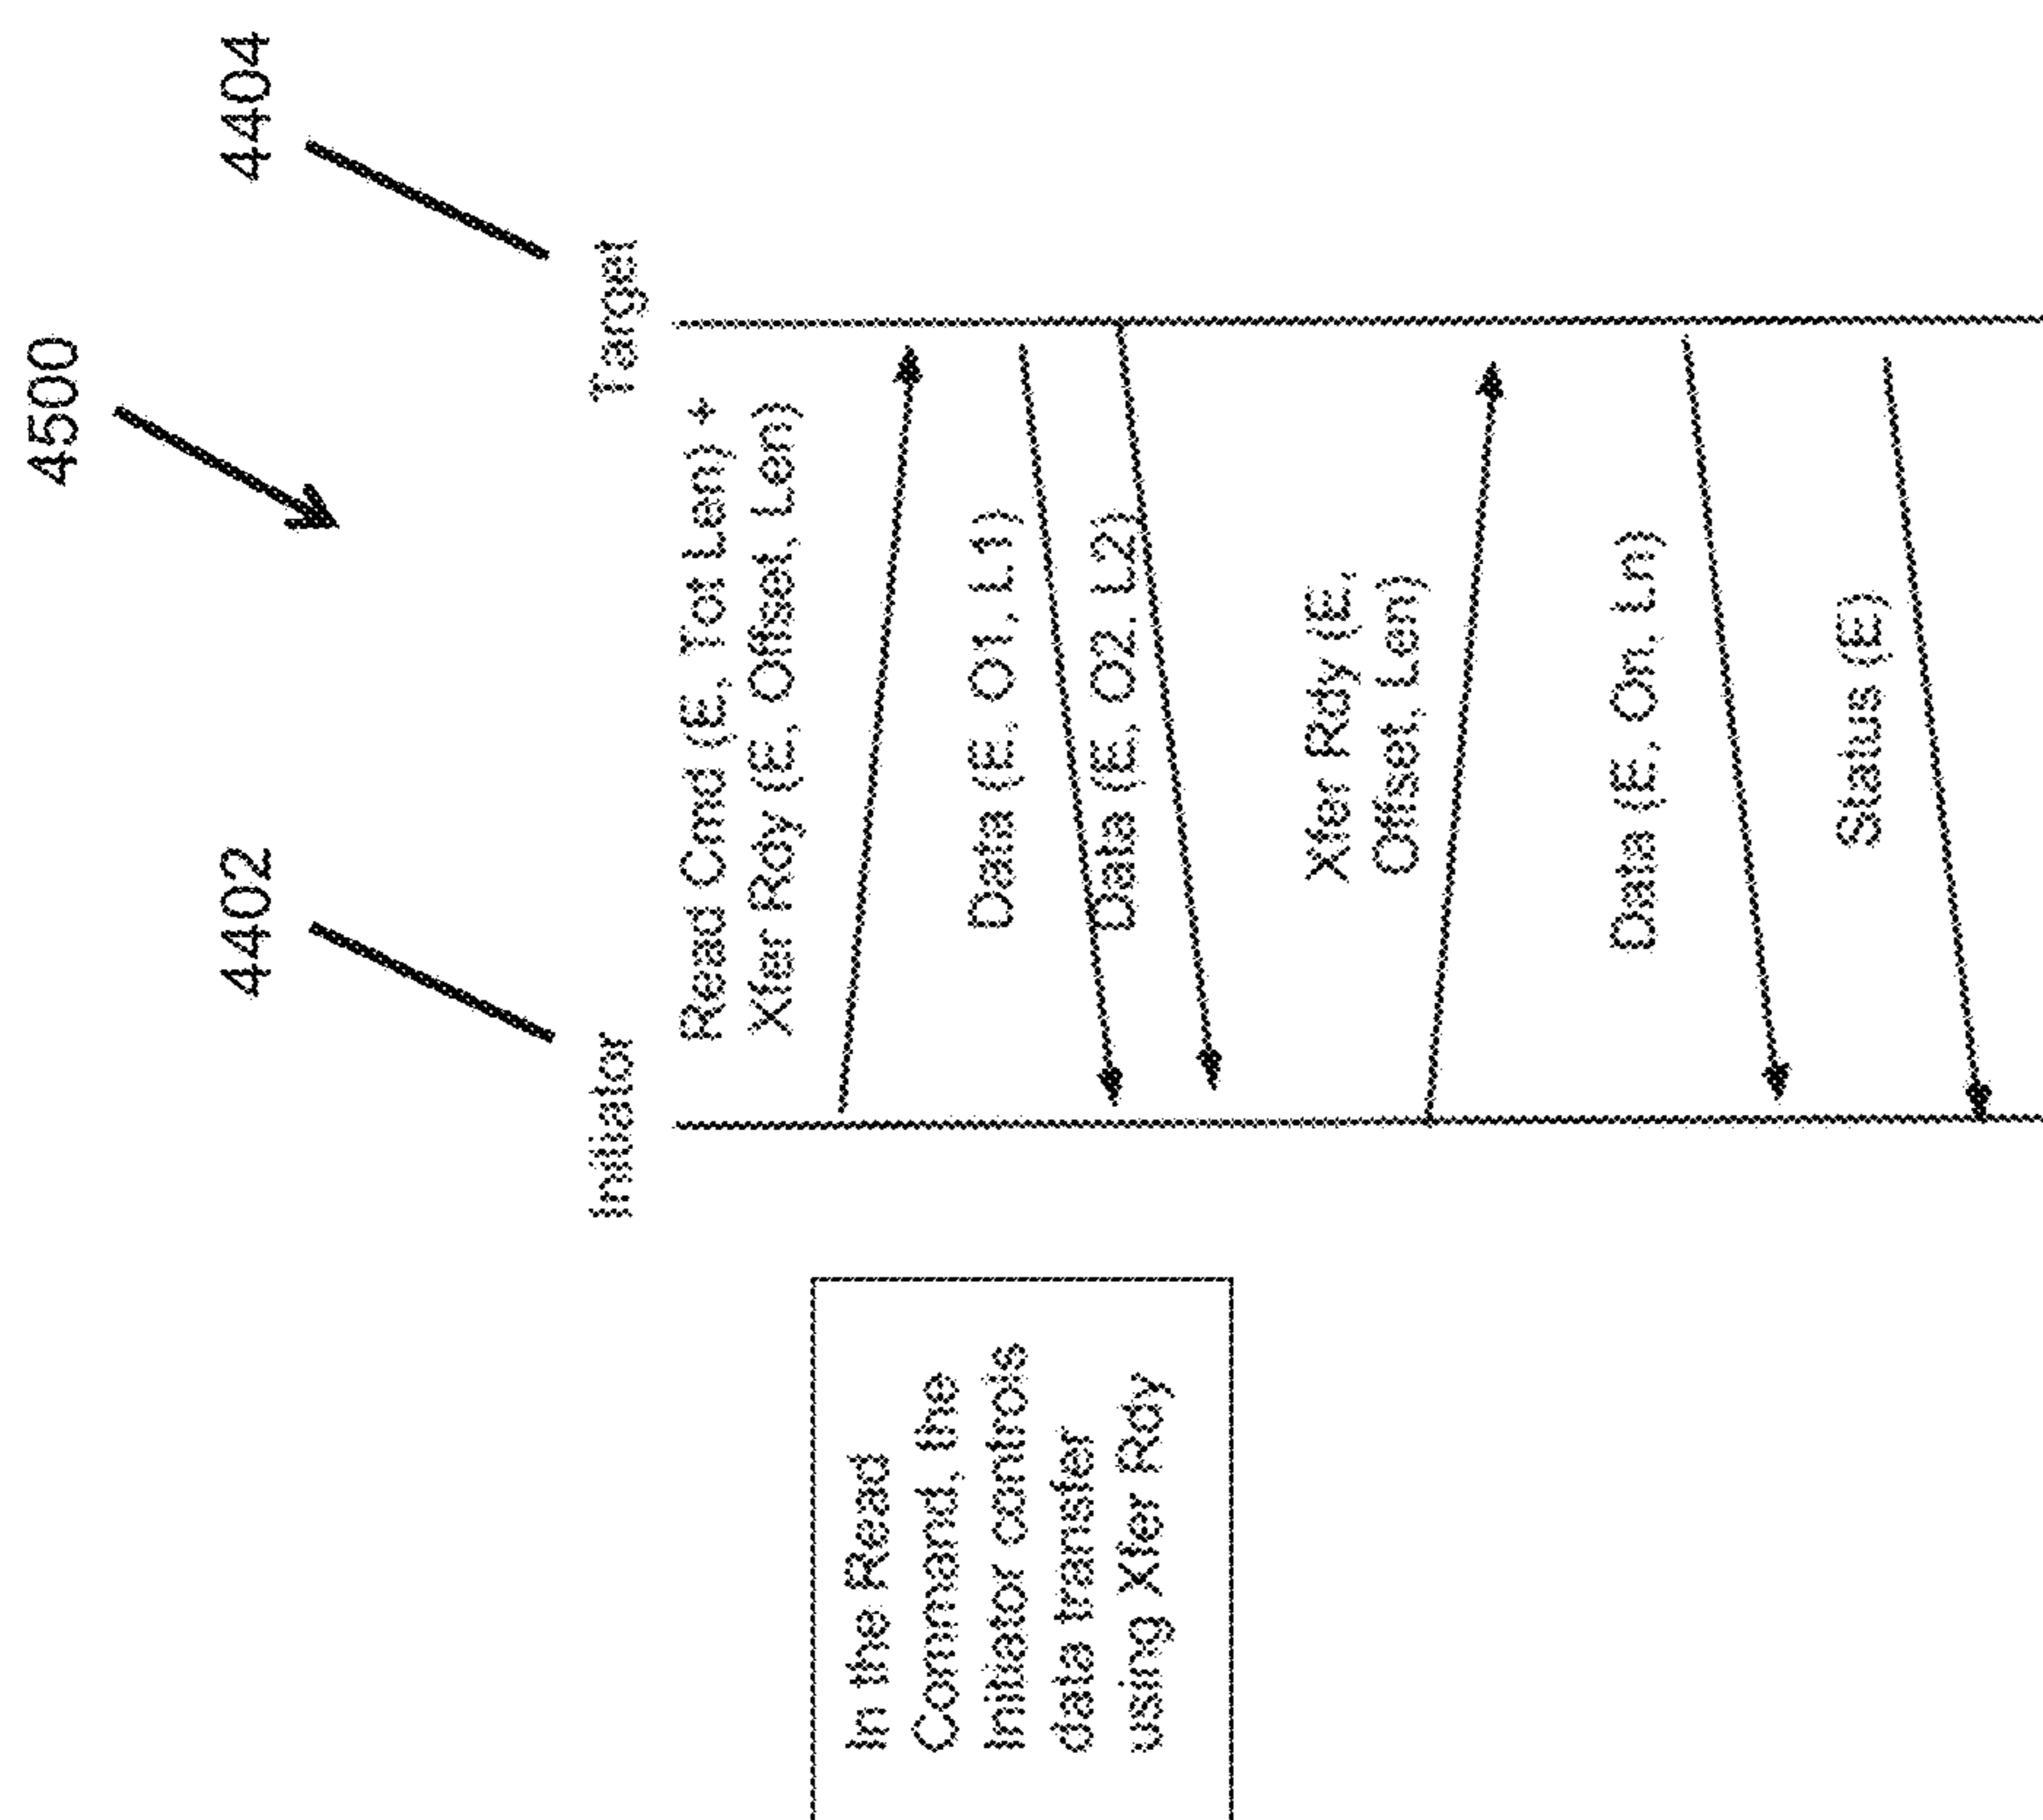 4500
4402
4404
Initiator
Target
Read Cmd (E, Tot Len) +
Xfer Rdy (E, Offset, Len)
Data (E, O1, L1)
Data (E, O2, L2)
Xfer Rdy (E,
Offset, Len)
Data (E, On, Ln)
Status (E)
In the Read
Command, the
Initiator controls
data transfer
using Xfer Rdy